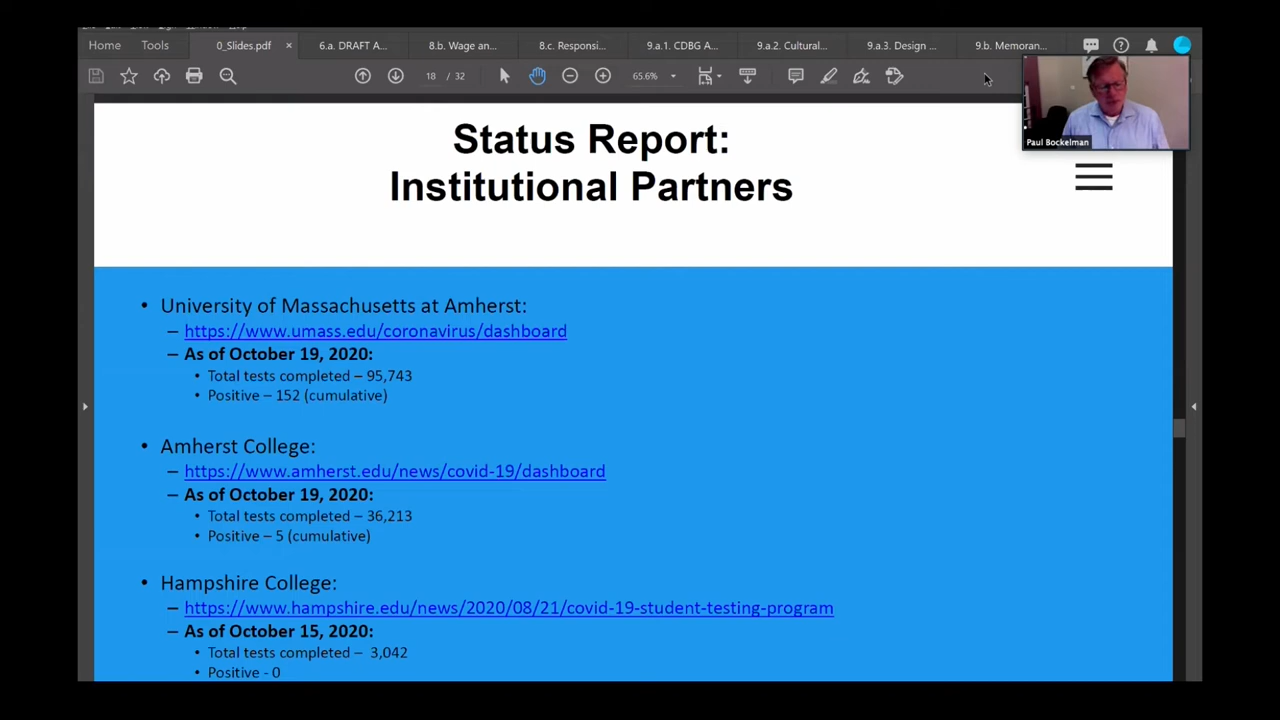 Home
Tools
0_Slides.pdf
×
6.a. DRAFT A...
8.b. Wage an...
8.c. Responsi...
9.a.1. CDBG A...
9.a.2. Cultural...
9.a.3. Design ...
9.b. Memoran...
18 / 32
65.6%
Paul Bockelman
Status Report:
Institutional Partners
• University of Massachusetts at Amherst:
– https://www.umass.edu/coronavirus/dashboard
– As of October 19, 2020:
• Total tests completed – 95,743
• Positive – 152 (cumulative)
• Amherst College:
– https://www.amherst.edu/news/covid-19/dashboard
– As of October 19, 2020:
• Total tests completed – 36,213
• Positive – 5 (cumulative)
• Hampshire College:
– https://www.hampshire.edu/news/2020/08/21/covid-19-student-testing-program
– As of October 15, 2020:
• Total tests completed – 3,042
• Positive - 0